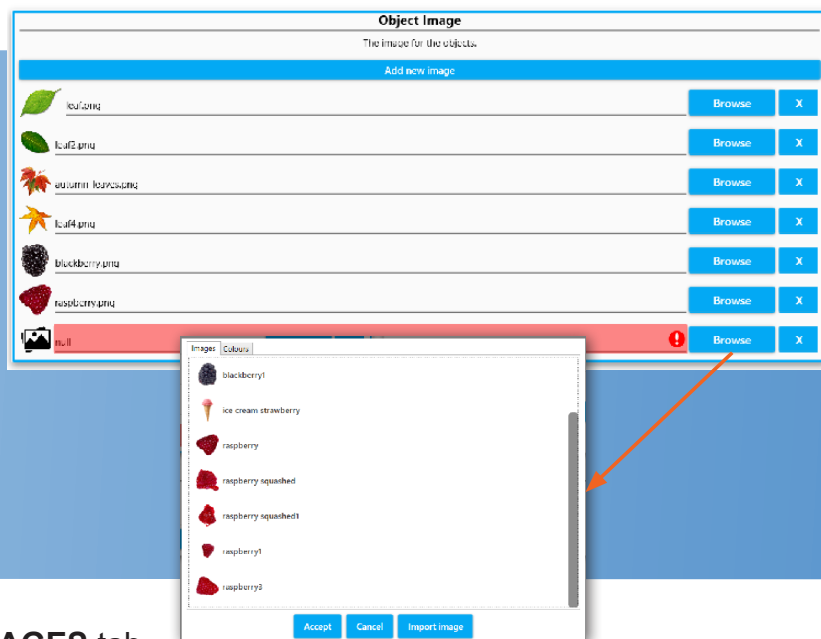 Object Image
The image for the objects.
Add new image
leaf.png Browse X
leaf2.png Browse X
autumn_leaves.png Browse X
leaf4.png Browse X
blackberry.png Browse X
raspberry.png Browse X
null Browse X
Images Colours
blackberry1
ice cream strawberry
raspberry
raspberry squashed
raspberry squashed1
raspberry1
raspberry3
Accept Cancel Import image
tab